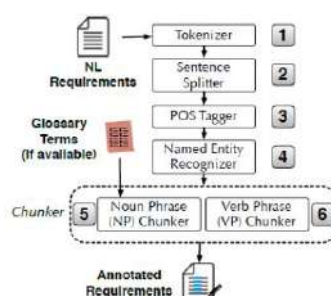 Tokenizer 1
NL
Requirements
Sentence
Splitter 2
POS Tagger 3
Glossary
Terms
(if available)
Named Entity
Recognizer 4
Chunker
5 Noun Phrase
(NP) Chunker
Verb Phrase
(VP) Chunker 6
Annotated
Requirements